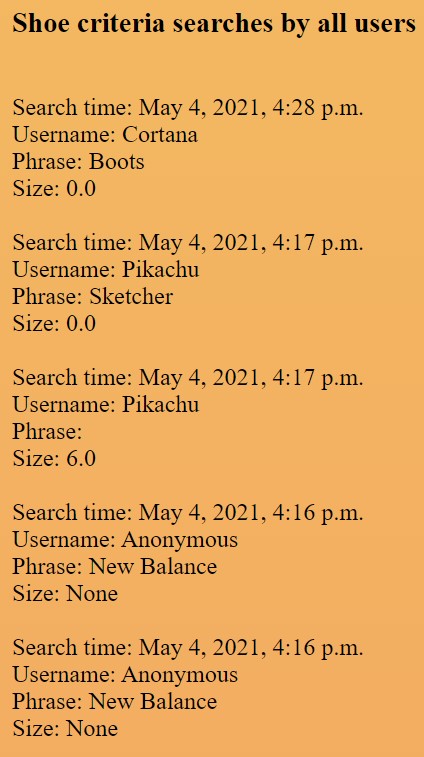 Shoe criteria searches by all users
Search time: May 4, 2021, 4:28 p.m.
Username: Cortana
Phrase: Boots
Size: 0.0
Search time: May 4, 2021, 4:17 p.m.
Username: Pikachu
Phrase: Sketcher
Size: 0.0
Search time: May 4, 2021, 4:17 p.m.
Username: Pikachu
Phrase:
Size: 6.0
Search time: May 4, 2021, 4:16 p.m.
Username: Anonymous
Phrase: New Balance
Size: None
Search time: May 4, 2021, 4:16 p.m.
Username: Anonymous
Phrase: New Balance
Size: None